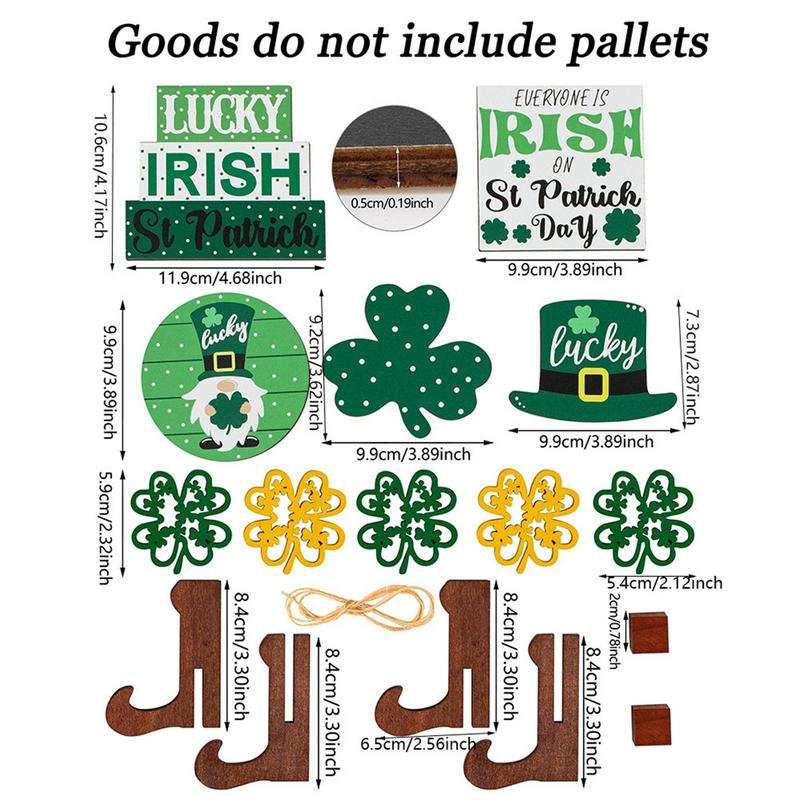 Goods do not include pallets
LUCKY
IRISH
St Patrick
10.6cm/4.17inch
11.9cm/4.68inch
0.5cm/0.19inch
EVERYONE IS
IRISH
ON
St Patrick
DaY
9.9cm/3.89inch
9.9cm/3.89inch
lucky
9.2cm/3.62inch
9.9cm/3.89inch
lucky
7.3cm/2.87inch
9.9cm/3.89inch
5.9cm/2.32inch
5.4cm/2.12inch
8.4cm/3.30inch
8.4cm/3.30inch
8.4cm/3.30inch
6.5cm/2.56inch
8.4cm/3.30inch
2cm/0.78inch